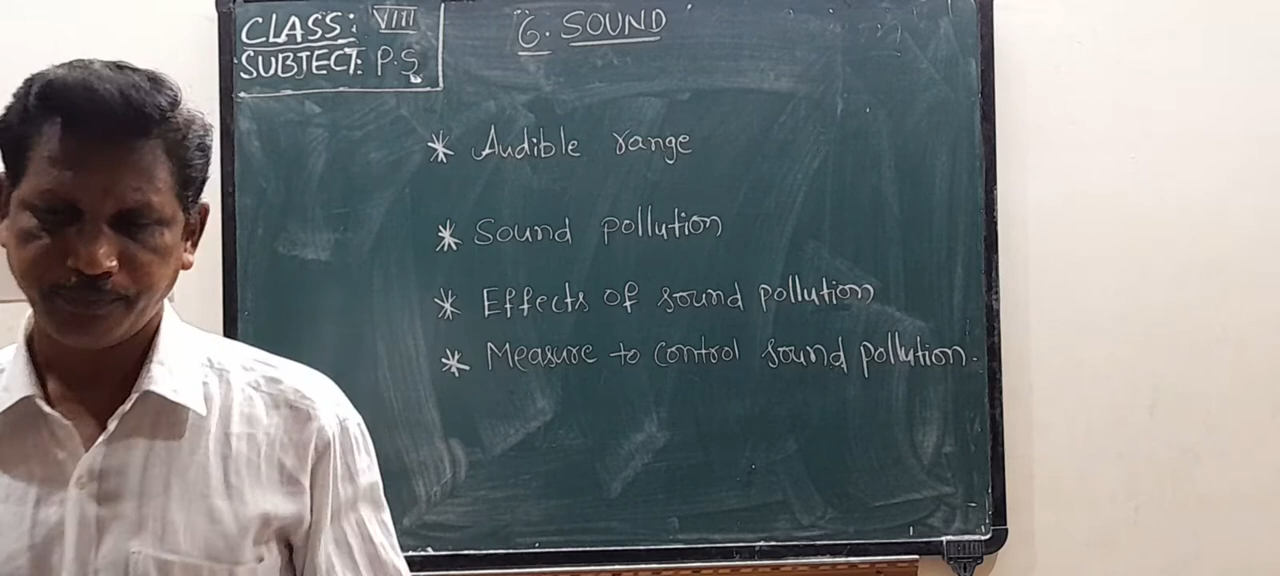 CLASS: VIII
SUBJECT: P.S
6. SOUND
* Audible range
* Sound pollution
* Effects of sound pollution
* Measure to control sound pollution.